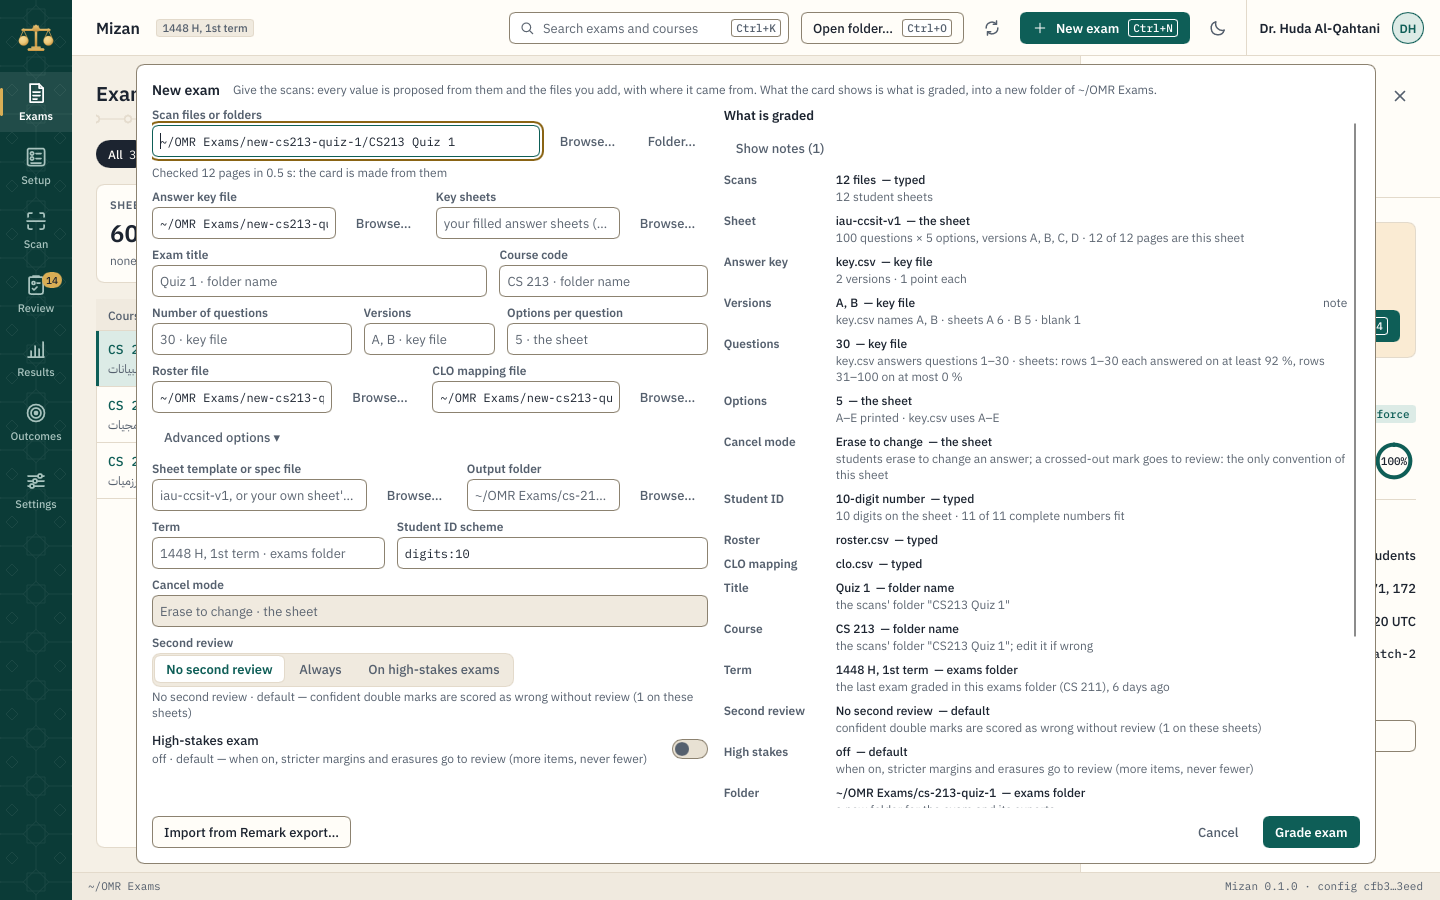 Mizan
1448 H, 1st term
Search exams and courses
Ctrl+K
Open folder...
Ctrl+O
New exam
Ctrl+N
Dr. Huda Al-Qahtani
DH
Exams
Setup
Scan
14
Review
Results
Outcomes
Settings
All 3
60
none
CS 2
CS 2
CS 2
New exam
Give the scans: every value is proposed from them and the files you add, with where it came from. What the card shows is what is graded, into a new folder of ~/OMR Exams.
Scan files or folders
~/OMR Exams/new-cs213-quiz-1/CS213 Quiz 1
Browse...
Folder...
Checked 12 pages in 0.5 s: the card is made from them
Answer key file
Key sheets
~/OMR Exams/new-cs213-qu
Browse...
your filled answer sheets (...
Browse...
Exam title
Course code
Quiz 1 · folder name
CS 213 · folder name
Number of questions
Versions
Options per question
30 · key file
A, B · key file
5 · the sheet
Roster file
CLO mapping file
~/OMR Exams/new-cs213-q
Browse...
~/OMR Exams/new-cs213-qu
Browse...
Advanced options ▾
Sheet template or spec file
Output folder
iau-ccsit-v1, or your own sheet'...
Browse...
~/OMR Exams/cs-21...
Browse...
Term
Student ID scheme
1448 H, 1st term · exams folder
digits:10
Cancel mode
Erase to change · the sheet
Second review
No second review
Always
On high-stakes exams
No second review · default — confident double marks are scored as wrong without review (1 on these
sheets)
High-stakes exam
off · default — when on, stricter margins and erasures go to review (more items, never fewer)
Import from Remark export...
What is graded
Show notes (1)
Scans
12 files — typed
12 student sheets
Sheet
iau-ccsit-v1 — the sheet
100 questions × 5 options, versions A, B, C, D · 12 of 12 pages are this sheet
Answer key
key.csv — key file
2 versions · 1 point each
Versions
A, B — key file
note
key.csv names A, B · sheets A 6 · B 5 · blank 1
Questions
30 — key file
key.csv answers questions 1–30 · sheets: rows 1–30 each answered on at least 92 %, rows
31–100 on at most 0 %
Options
5 — the sheet
A–E printed · key.csv uses A–E
Cancel mode
Erase to change — the sheet
students erase to change an answer; a crossed-out mark goes to review: the only convention of
this sheet
Student ID
10-digit number — typed
10 digits on the sheet · 11 of 11 complete numbers fit
Roster
roster.csv — typed
CLO mapping
clo.csv — typed
Title
Quiz 1 — folder name
the scans' folder "CS213 Quiz 1"
Course
CS 213 — folder name
the scans' folder "CS213 Quiz 1"; edit it if wrong
Term
1448 H, 1st term — exams folder
the last exam graded in this exams folder (CS 211), 6 days ago
Second review
No second review — default
confident double marks are scored as wrong without review (1 on these sheets)
High stakes
off — default
when on, stricter margins and erasures go to review (more items, never fewer)
Folder
~/OMR Exams/cs-213-quiz-1 — exams folder
Cancel
Grade exam
4
force
100%
udents
71, 172
20 UTC
atch-2
~/OMR Exams
Mizan 0.1.0 · config cfb3…3eed